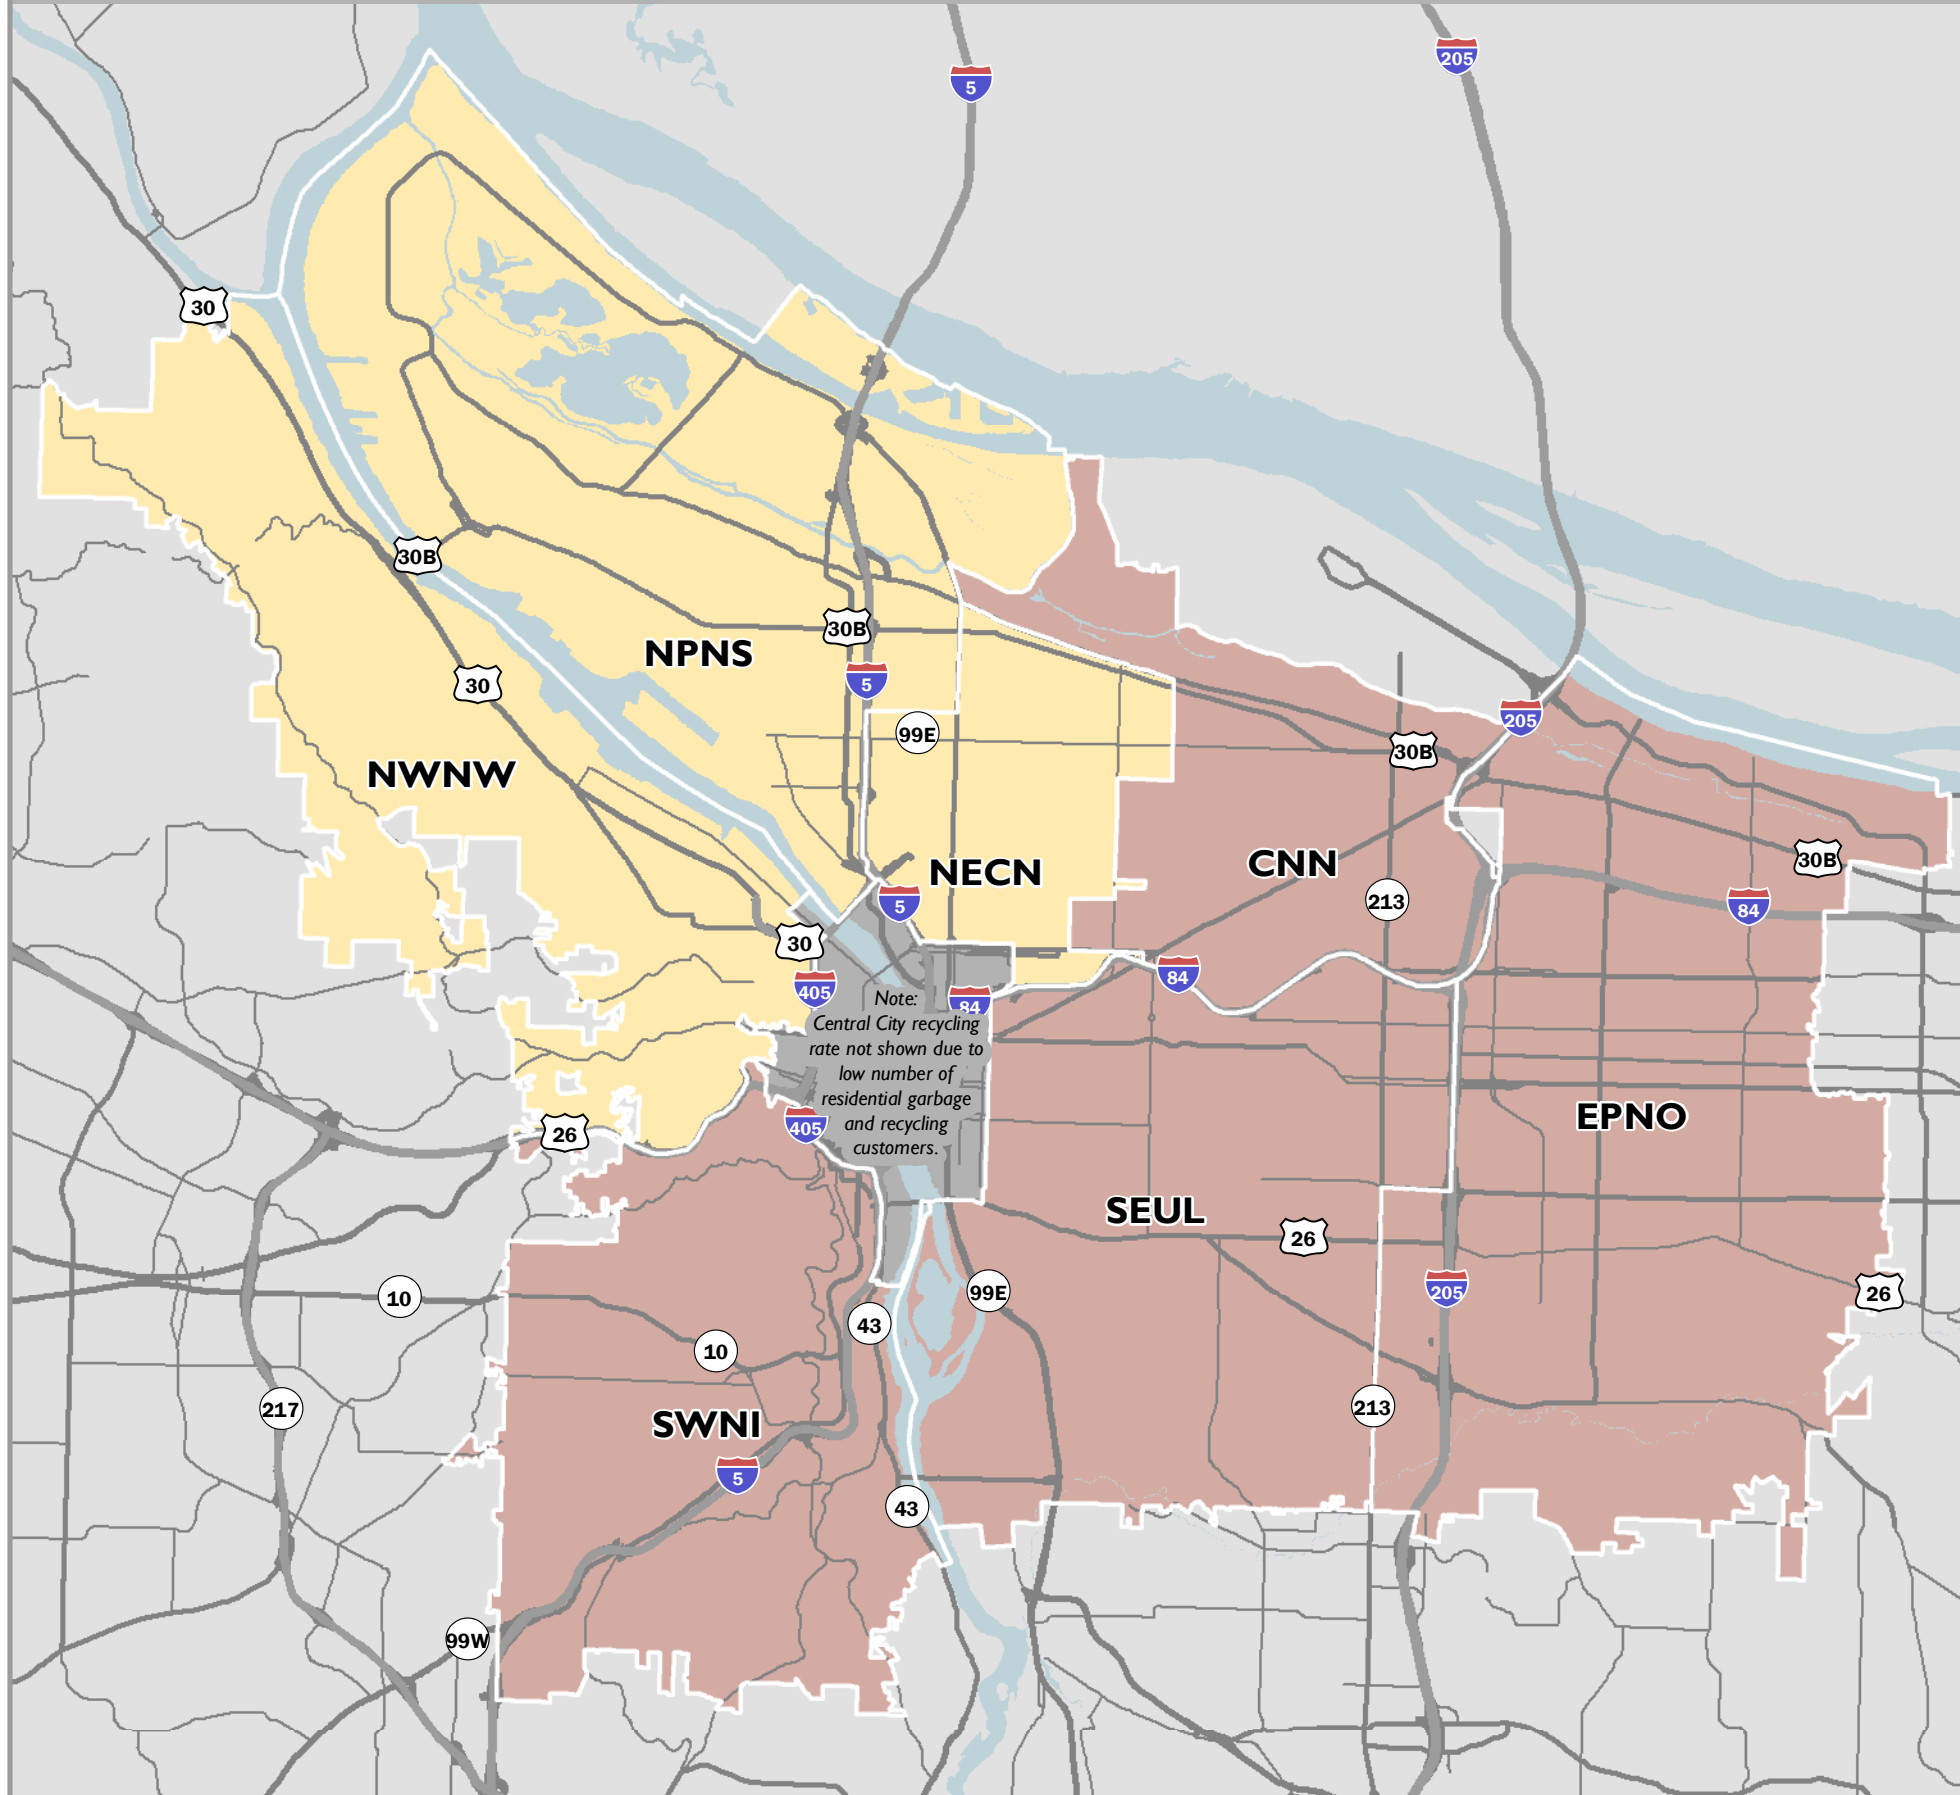 205
5
30
30B
30B
NPNS
5
30
205
99E
30B
NWNW
30B
CNN
NECN
213
5
84
30
84
405
84
Note:
Central City recycling
rate not shown due to
low number of
residential garbage
and recycling
customers.
405
26
EPNO
SEUL
26
205
99E
26
10
43
10
217
213
SWNI
5
43
99W